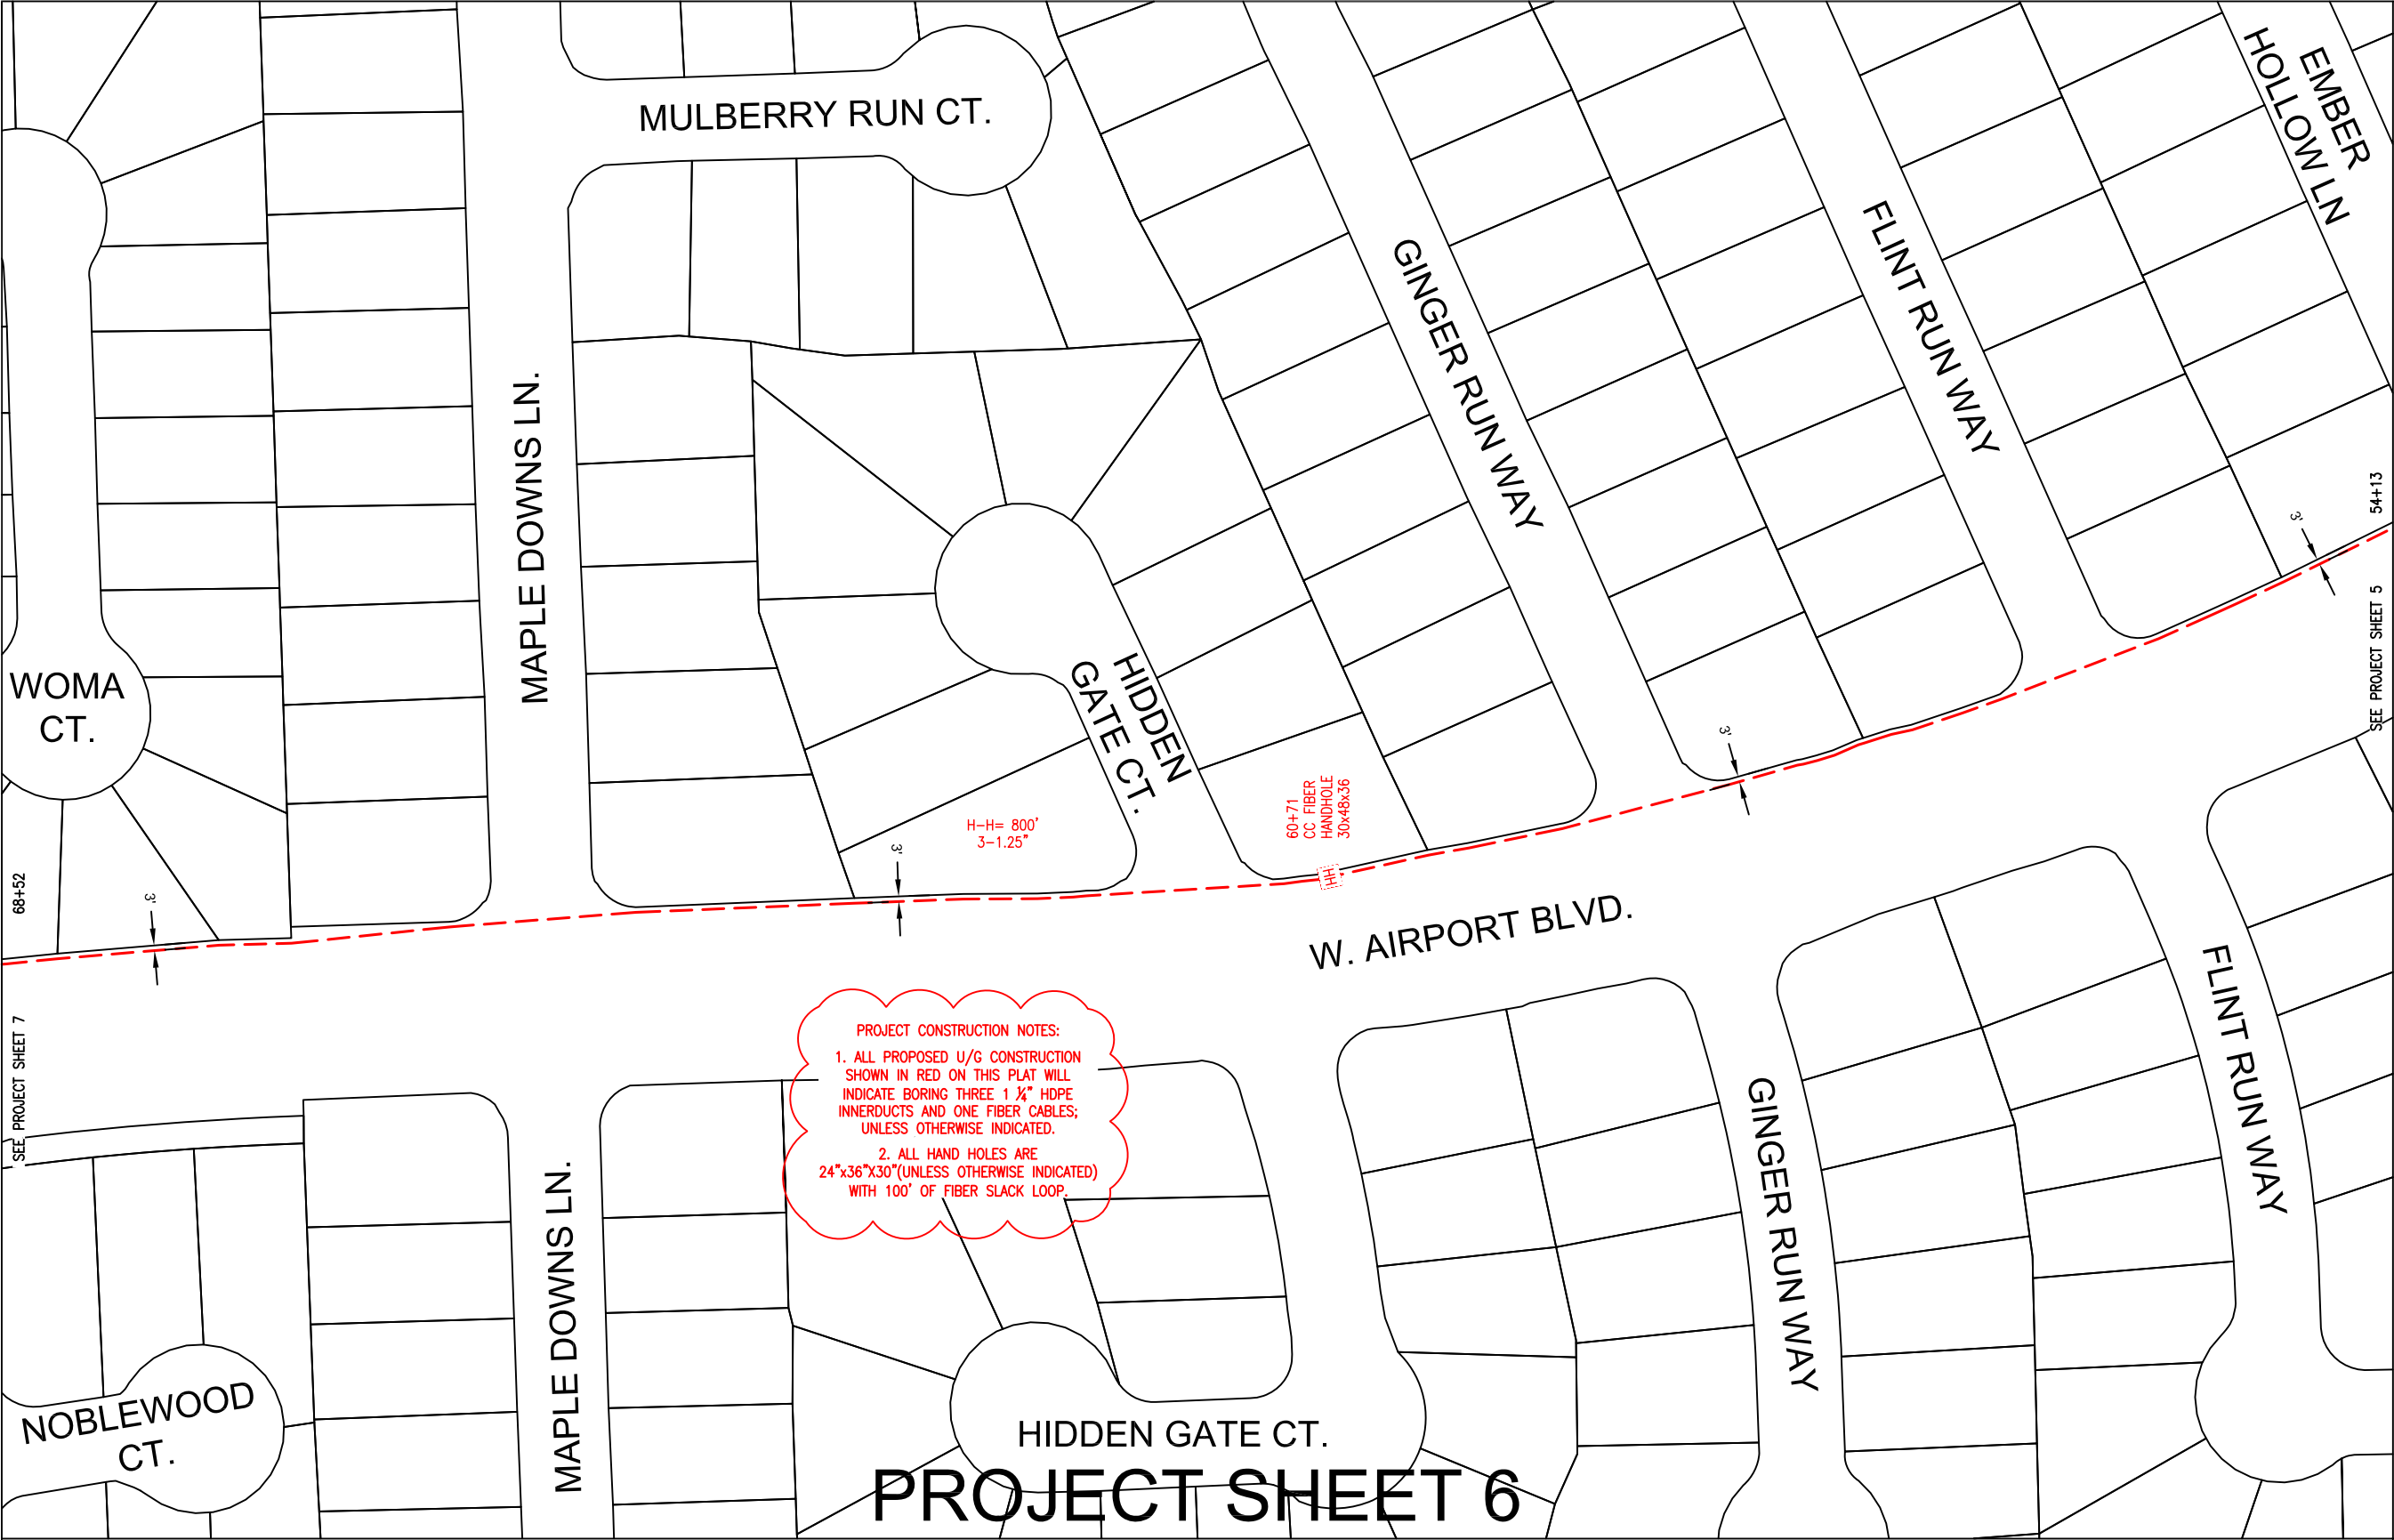 MULBERRY RUN CT.
EMBER
HOLLOW LN
FLINT RUN WAY
GINGER RUN WAY
MAPLE DOWNS LN.
54+13
3'
SEE PROJECT SHEET 5
WOMA
CT.
HIDDEN
GATE CT.
3'
60+71
CC FIBER
HANDHOLE
30x48x36
H-H= 800'
3-1.25"
3'
HH
68+52
3'
W. AIRPORT BLVD.
SEE PROJECT SHEET 7
PROJECT CONSTRUCTION NOTES:
1. ALL PROPOSED U/G CONSTRUCTION
SHOWN IN RED ON THIS PLAT WILL
INDICATE BORING THREE 1 ¼" HDPE
INNERDUCTS AND ONE FIBER CABLES;
UNLESS OTHERWISE INDICATED.
2. ALL HAND HOLES ARE
24"x36"X30"(UNLESS OTHERWISE INDICATED)
WITH 100' OF FIBER SLACK LOOP.
FLINT RUN WAY
GINGER RUN WAY
MAPLE DOWNS LN.
NOBLEWOOD
CT.
HIDDEN GATE CT.
PROJECT SHEET 6